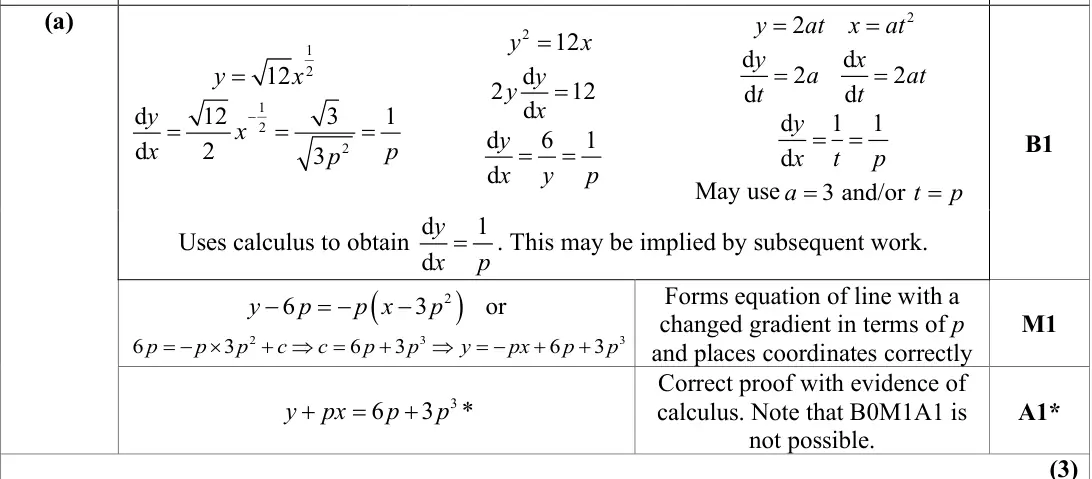 (a)
y = √12 x^(1/2)
dy/dx = (√12/2) x^(−1/2) = √3/√(3p²) = 1/p
y² = 12x
2y dy/dx = 12
dy/dx = 6/y = 1/p
y = 2at x = at²
dy/dt = 2a dx/dt = 2at
dy/dx = 1/t = 1/p
May use a = 3 and/or t = p
Uses calculus to obtain dy/dx = 1/p. This may be implied by subsequent work.
B1
y − 6p = −p(x − 3p²) or
6p = −p × 3p² + c ⇒ c = 6p + 3p³ ⇒ y = −px + 6p + 3p³
Forms equation of line with a
changed gradient in terms of p
and places coordinates correctly
M1
y + px = 6p + 3p³ *
Correct proof with evidence of
calculus. Note that B0M1A1 is
not possible.
A1*
(3)